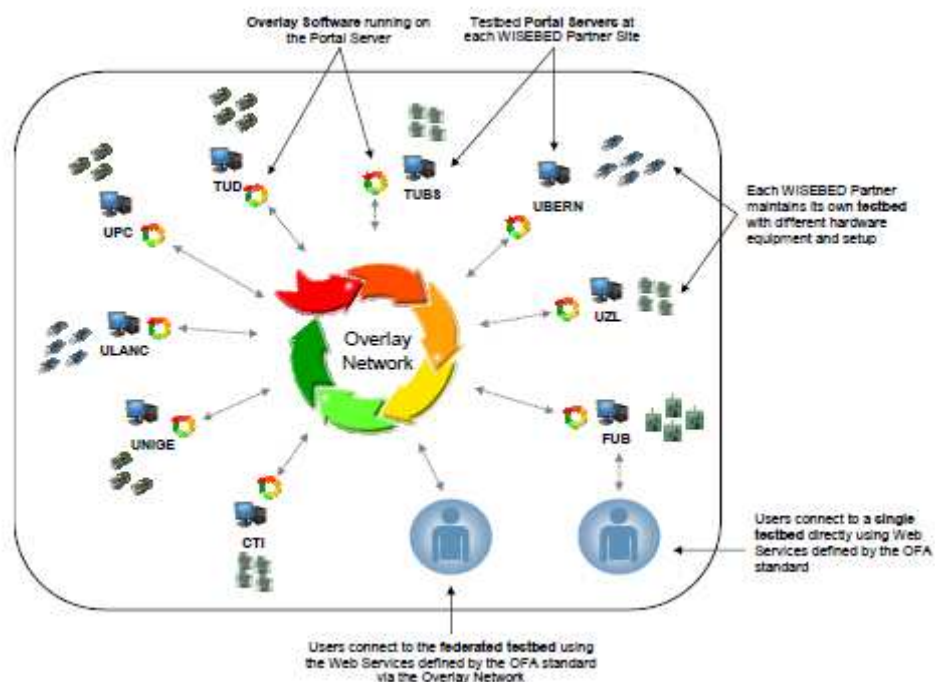 Overlay Software running on
the Portal Server
Testbed Portal Servers at
each WISEBED Partner Site
TUD
TUBS
UBERN
UPC
Each WISEBED Partner
maintains its own testbed
with different hardware
equipment and setup
UZL
ULANC
Overlay
Network
UNIGE
FUB
CTI
Users connect to a single
testbed directly using Web
Services defined by the OFA
standard
Users connect to the federated testbed using
the Web Services defined by the OFA standard
via the Overlay Network